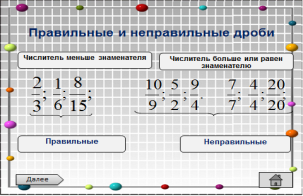 Правильные и неправильные дроби
Числитель меньше знаменателя
Числитель больше или равен знаменателю
2/3; 1/6; 8/15;
10/9; 5/2; 9/4. 7/7; 4/4; 20/20;
Правильные
Неправильные
Далее